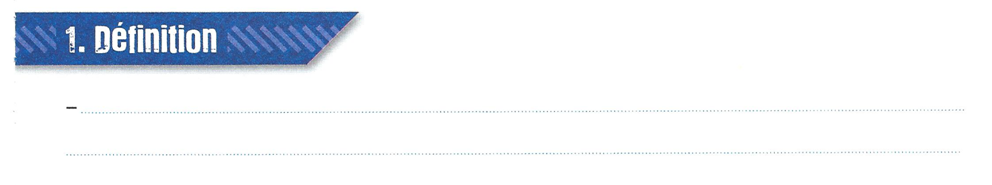 1. Définition
–